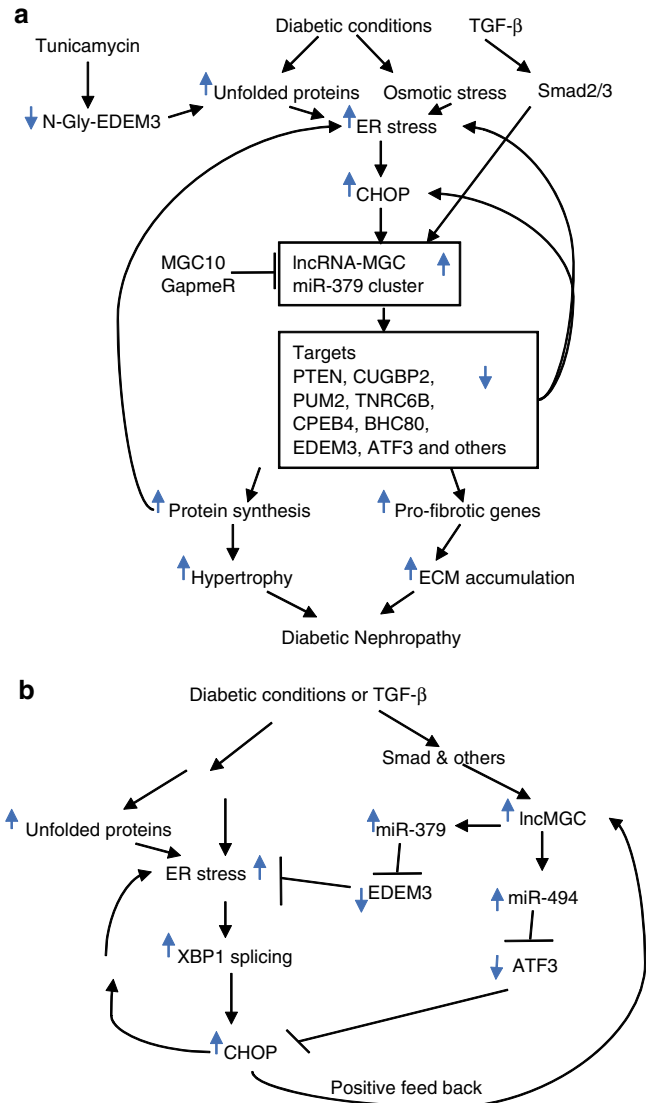 a
Diabetic conditions
TGF-β
Tunicamycin
Unfolded proteins
Osmotic stress
Smad2/3
N-Gly-EDEM3
ER stress
CHOP
MGC10
GapmeR
lncRNA-MGC
miR-379 cluster
Targets
PTEN, CUGBP2,
PUM2, TNRC6B,
CPEB4, BHC80,
EDEM3, ATF3 and others
Protein synthesis
Pro-fibrotic genes
Hypertrophy
ECM accumulation
Diabetic Nephropathy
b
Diabetic conditions or TGF-β
Smad & others
Unfolded proteins
miR-379
lncMGC
ER stress
EDEM3
miR-494
XBP1 splicing
ATF3
CHOP
Positive feed back